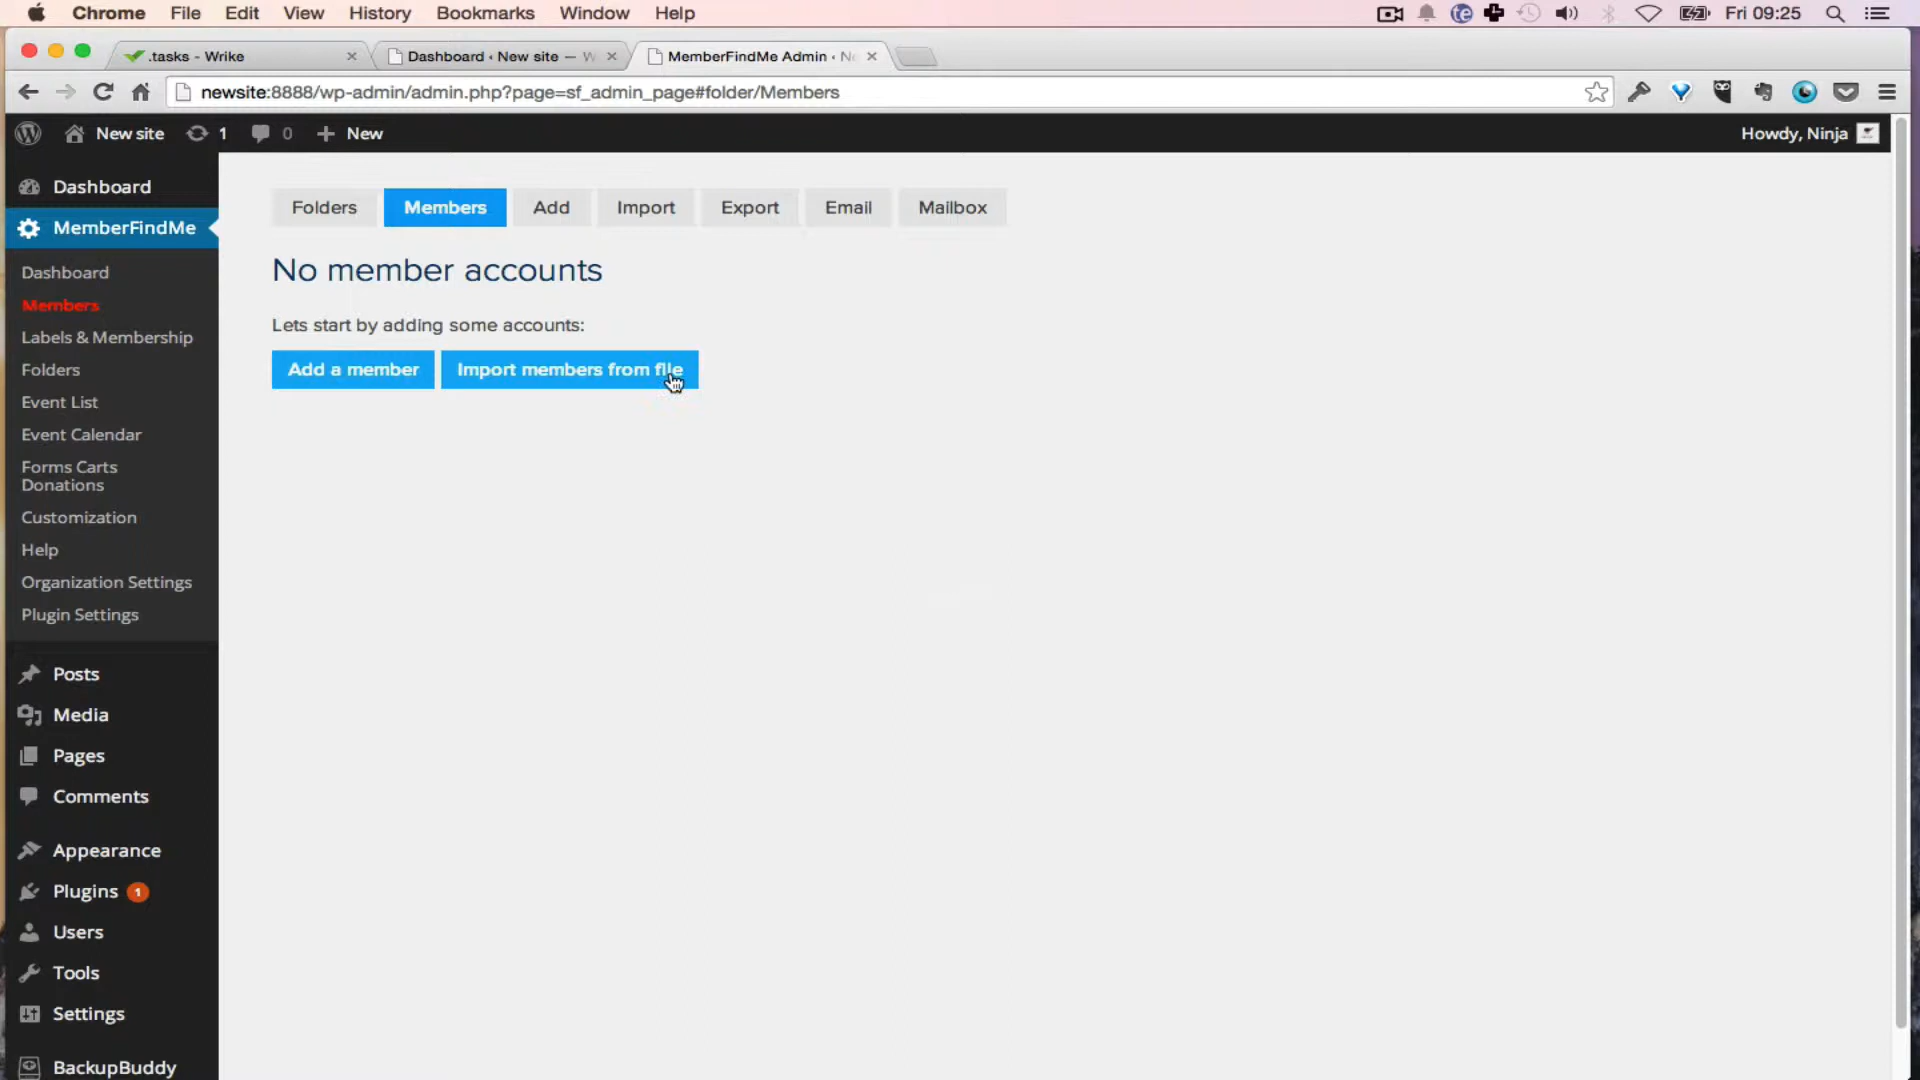 Chrome File Edit View History Bookmarks Window Help Fri 09:25
.tasks - Wrike Dashboard ‹ New site — W MemberFindMe Admin ‹ Ne
newsite:8888/wp-admin/admin.php?page=sf_admin_page#folder/Members
New site 1 0 New Howdy, Ninja
Dashboard
MemberFindMe
Dashboard
Members
Labels & Membership
Folders
Event List
Event Calendar
Forms Carts
Donations
Customization
Help
Organization Settings
Plugin Settings
Posts
Media
Pages
Comments
Appearance
Plugins 1
Users
Tools
Settings
BackupBuddy
Folders Members Add Import Export Email Mailbox
No member accounts
Lets start by adding some accounts:
Add a member Import members from file